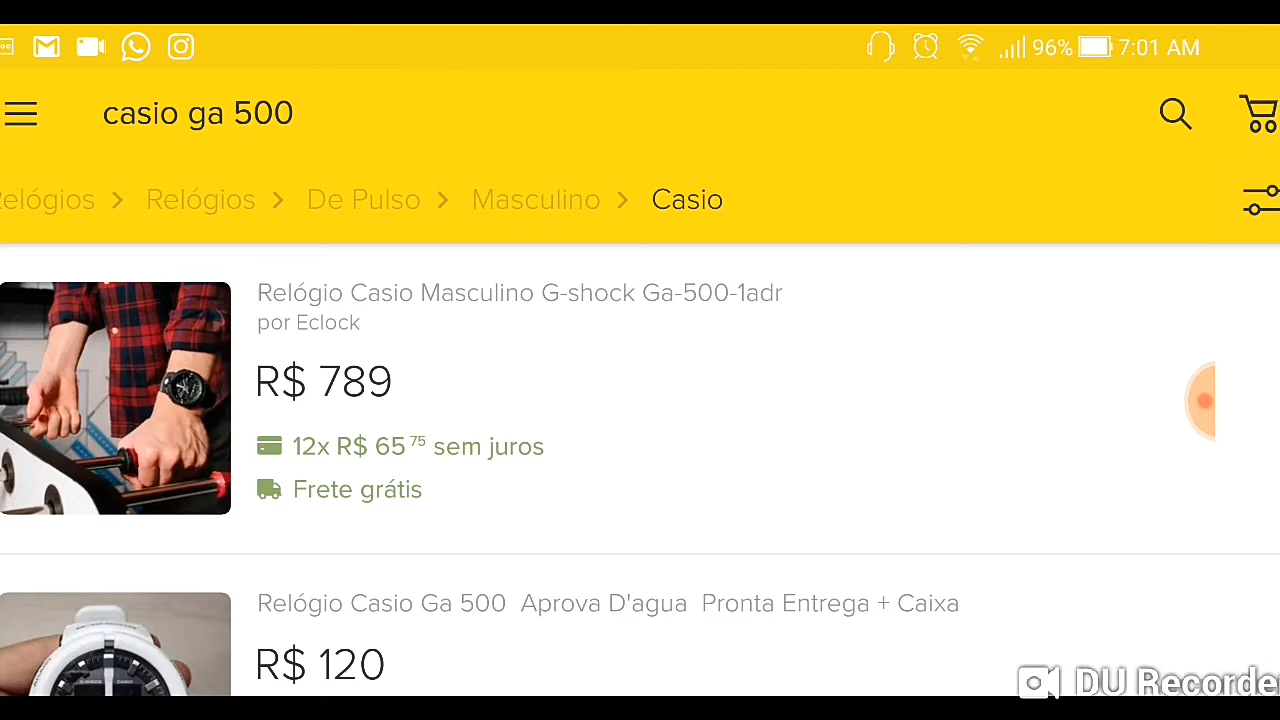 96% 7:01 AM
casio ga 500
Relógios > Relógios > De Pulso > Masculino > Casio
Relógio Casio Masculino G-shock Ga-500-1adr
por Eclock
R$ 789
12x R$ 65 75 sem juros
Frete grátis
Relógio Casio Ga 500 Aprova D'agua Pronta Entrega + Caixa
R$ 120
DU Recorde